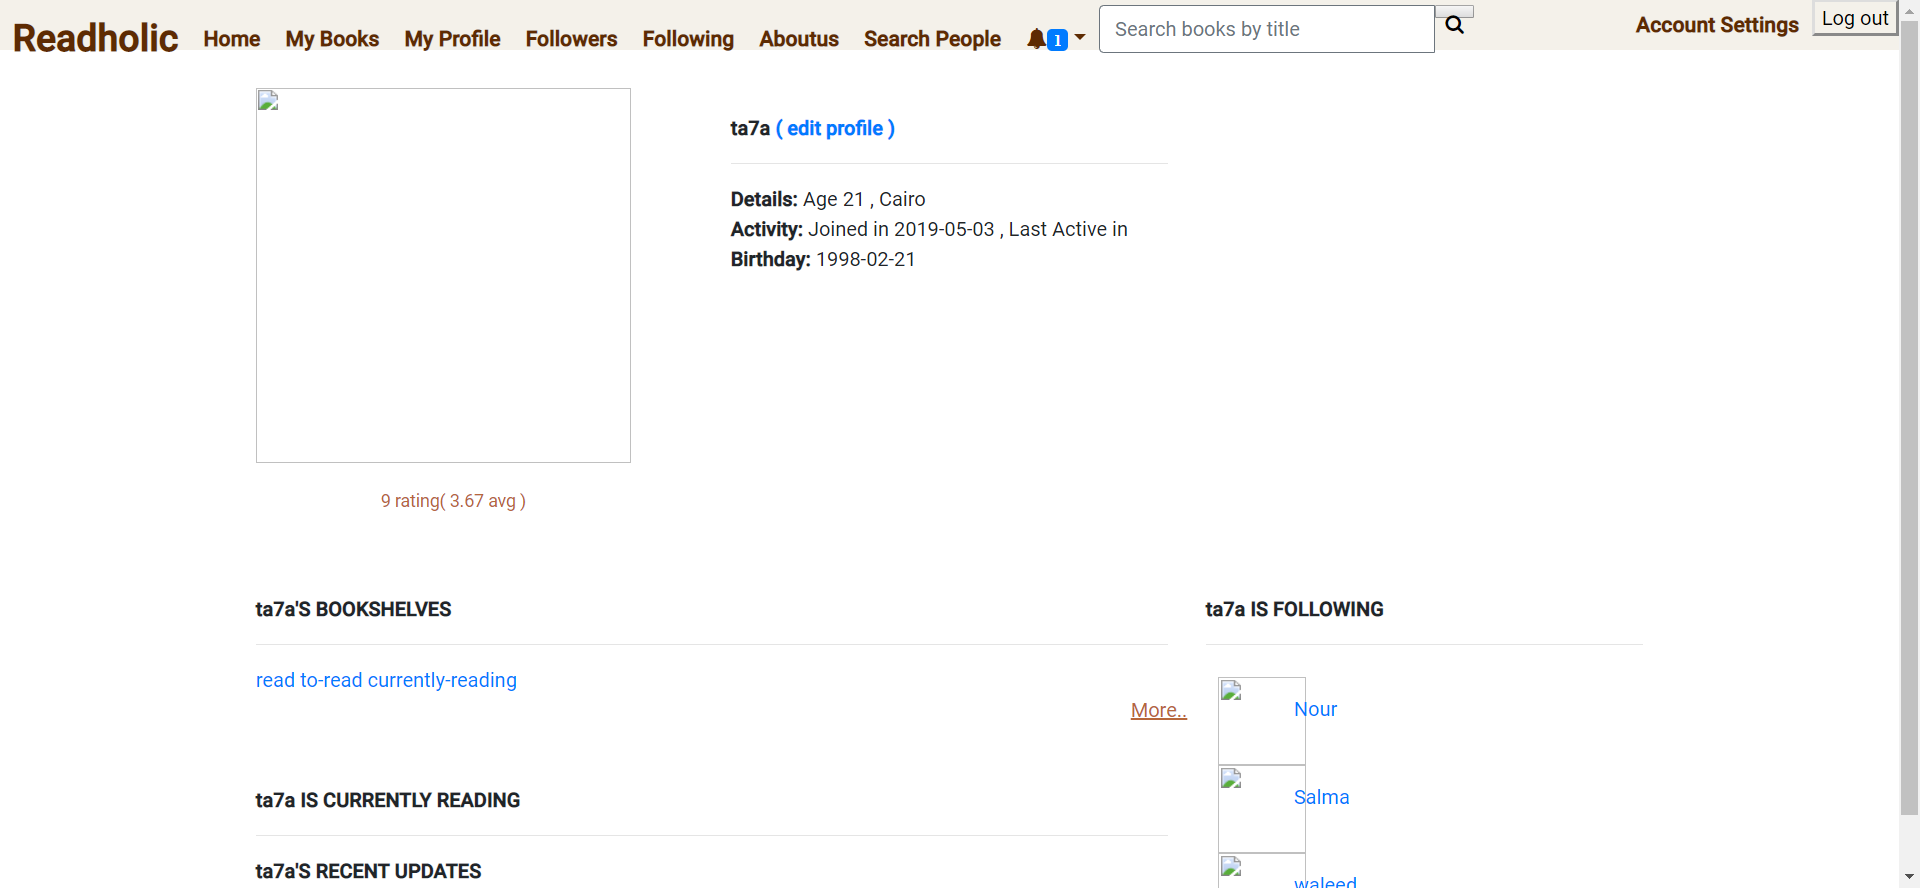 Readholic Home My Books My Profile Followers Following Aboutus Search People 1 Search books by title Account Settings Log out
ta7a ( edit profile )
Details: Age 21 , Cairo
Activity: Joined in 2019-05-03 , Last Active in
Birthday: 1998-02-21
9 rating( 3.67 avg )
ta7a'S BOOKSHELVES
read to-read currently-reading
More..
ta7a IS CURRENTLY READING
ta7a'S RECENT UPDATES
ta7a IS FOLLOWING
Nour
Salma
waleed